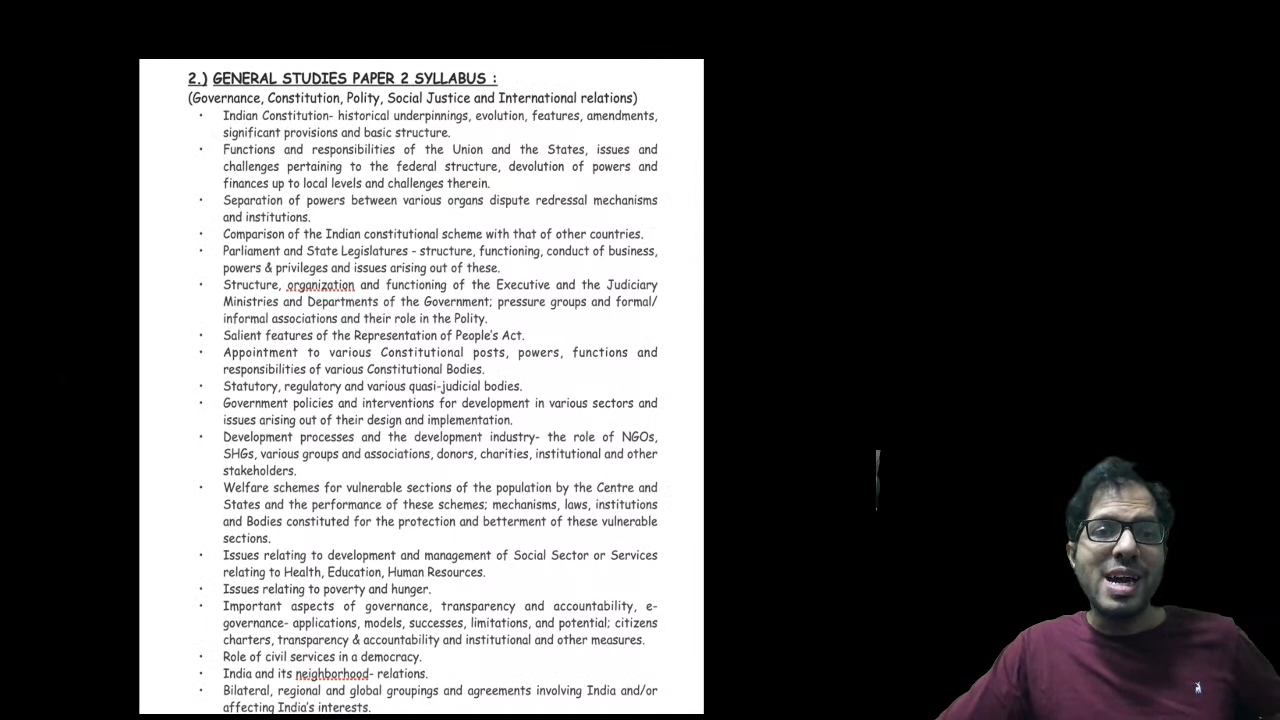 2.) GENERAL STUDIES PAPER 2 SYLLABUS :
(Governance, Constitution, Polity, Social Justice and International relations)
• Indian Constitution- historical underpinnings, evolution, features, amendments,
significant provisions and basic structure.
• Functions and responsibilities of the Union and the States, issues and
challenges pertaining to the federal structure, devolution of powers and
finances up to local levels and challenges therein.
• Separation of powers between various organs dispute redressal mechanisms
and institutions.
• Comparison of the Indian constitutional scheme with that of other countries.
• Parliament and State Legislatures - structure, functioning, conduct of business,
powers & privileges and issues arising out of these.
• Structure, organization and functioning of the Executive and the Judiciary
Ministries and Departments of the Government; pressure groups and formal/
informal associations and their role in the Polity.
• Salient features of the Representation of People's Act.
• Appointment to various Constitutional posts, powers, functions and
responsibilities of various Constitutional Bodies.
• Statutory, regulatory and various quasi-judicial bodies.
• Government policies and interventions for development in various sectors and
issues arising out of their design and implementation.
• Development processes and the development industry- the role of NGOs,
SHGs, various groups and associations, donors, charities, institutional and other
stakeholders.
• Welfare schemes for vulnerable sections of the population by the Centre and
States and the performance of these schemes; mechanisms, laws, institutions
and Bodies constituted for the protection and betterment of these vulnerable
sections.
• Issues relating to development and management of Social Sector or Services
relating to Health, Education, Human Resources.
• Issues relating to poverty and hunger.
• Important aspects of governance, transparency and accountability, e-
governance- applications, models, successes, limitations, and potential; citizens
charters, transparency & accountability and institutional and other measures.
• Role of civil services in a democracy.
• India and its neighborhood- relations.
• Bilateral, regional and global groupings and agreements involving India and/or
affecting India's interests.